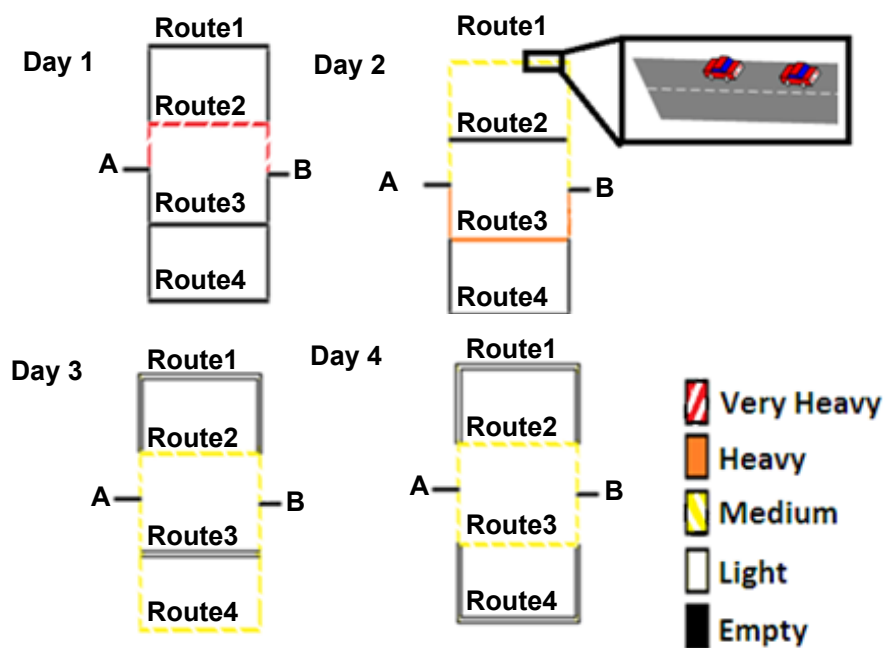 Day 1
Route1
Route2
A
B
Route3
Route4
Day 2
Route1
Route2
A
B
Route3
Route4
Day 3
Route1
Route2
A
B
Route3
Route4
Day 4
Route1
Route2
A
B
Route3
Route4
Very Heavy
Heavy
Medium
Light
Empty